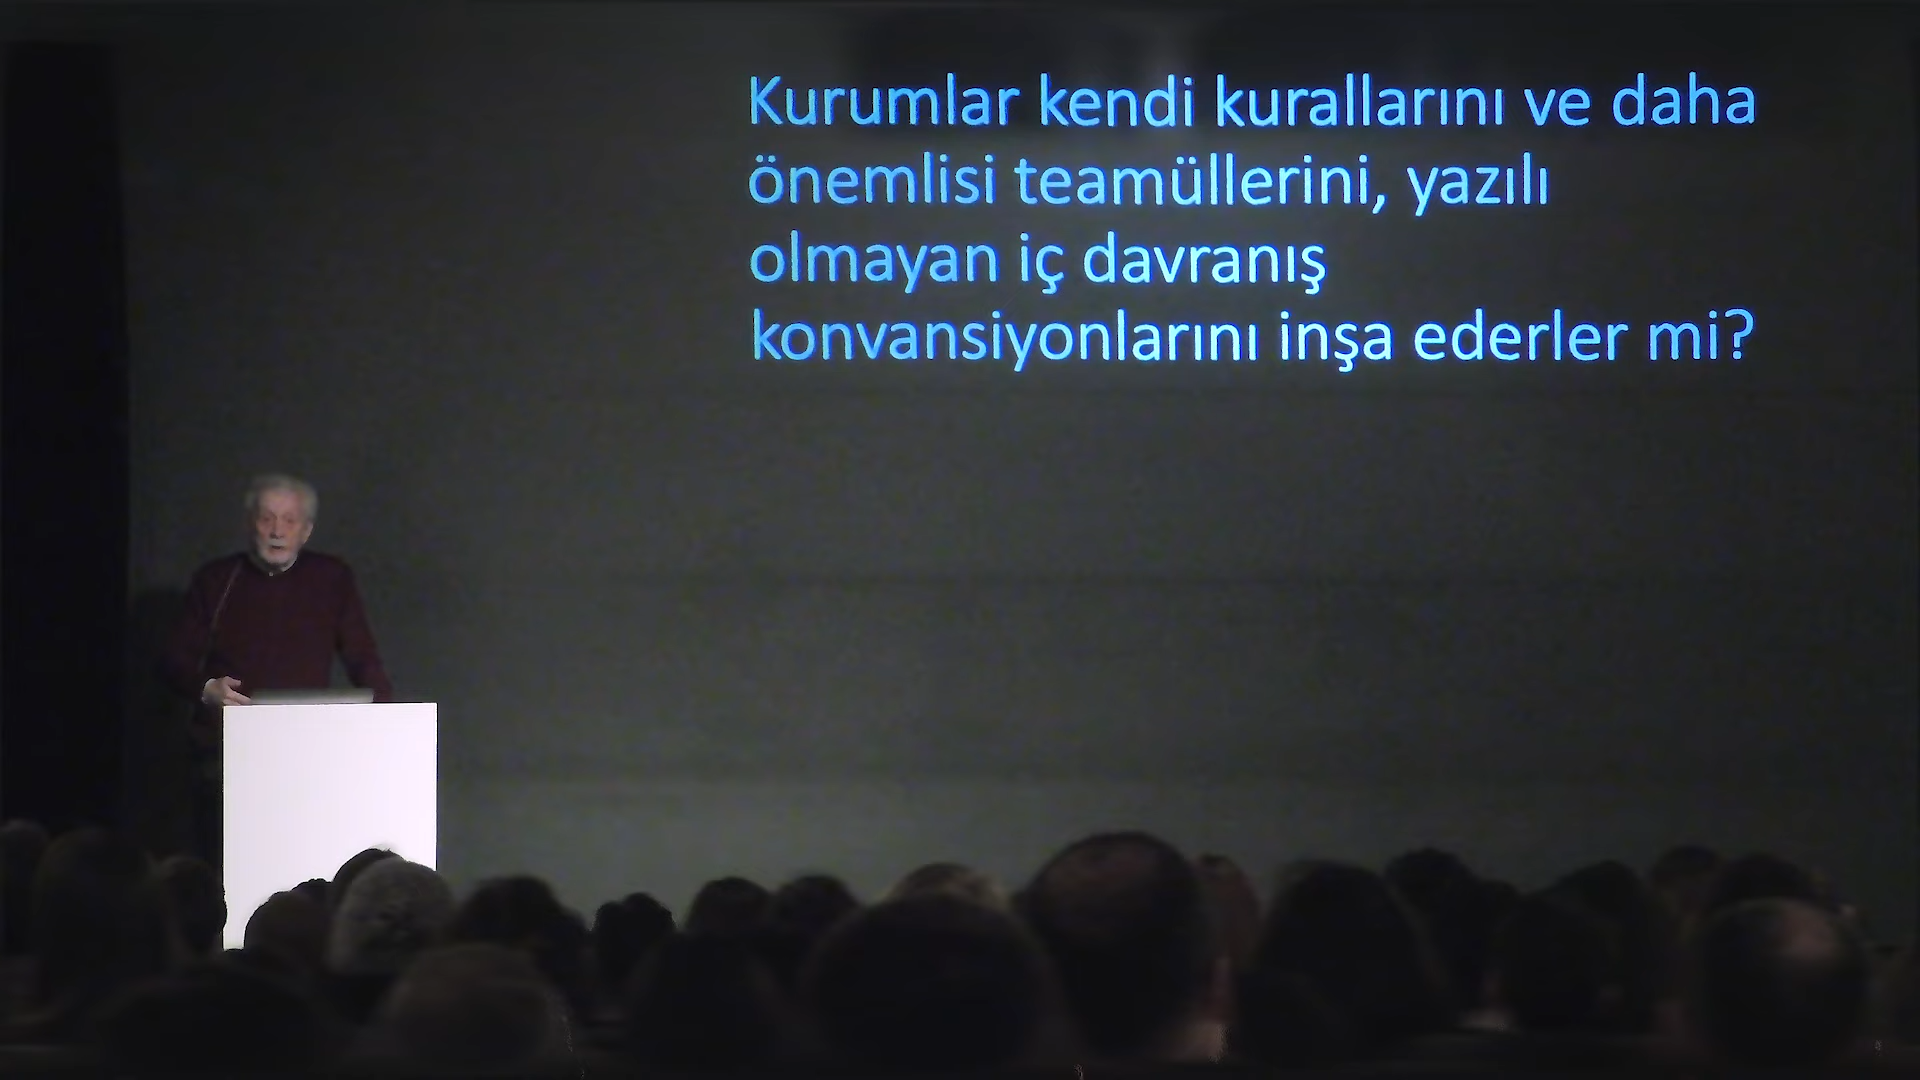 Kurumlar kendi kurallarını ve daha
önemlisi teamüllerini, yazılı
olmayan iç davranış
konvansiyonlarını inşa ederler mi?